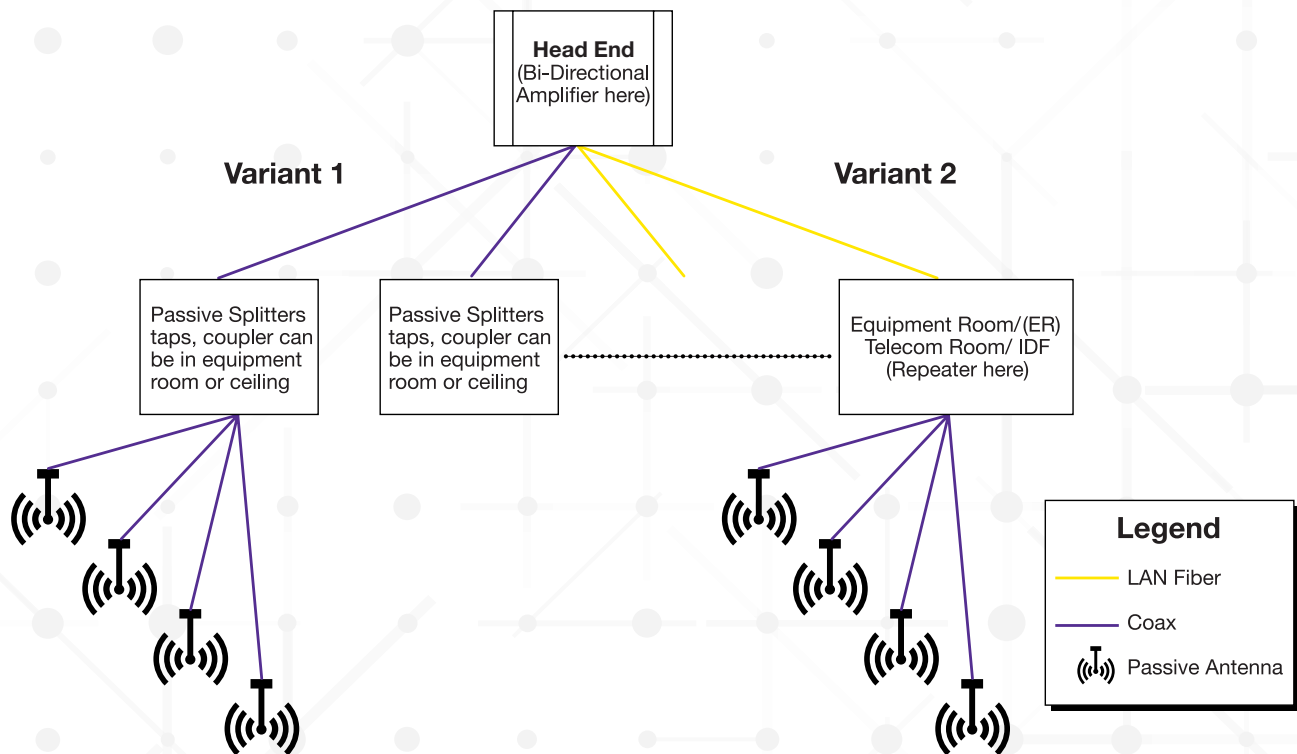 Head End
(Bi-Directional
Amplifier here)
Variant 1
Variant 2
Passive Splitters
taps, coupler can
be in equipment
room or ceiling
Passive Splitters
taps, coupler can
be in equipment
room or ceiling
Equipment Room/(ER)
Telecom Room/ IDF
(Repeater here)
Legend
LAN Fiber
Coax
Passive Antenna